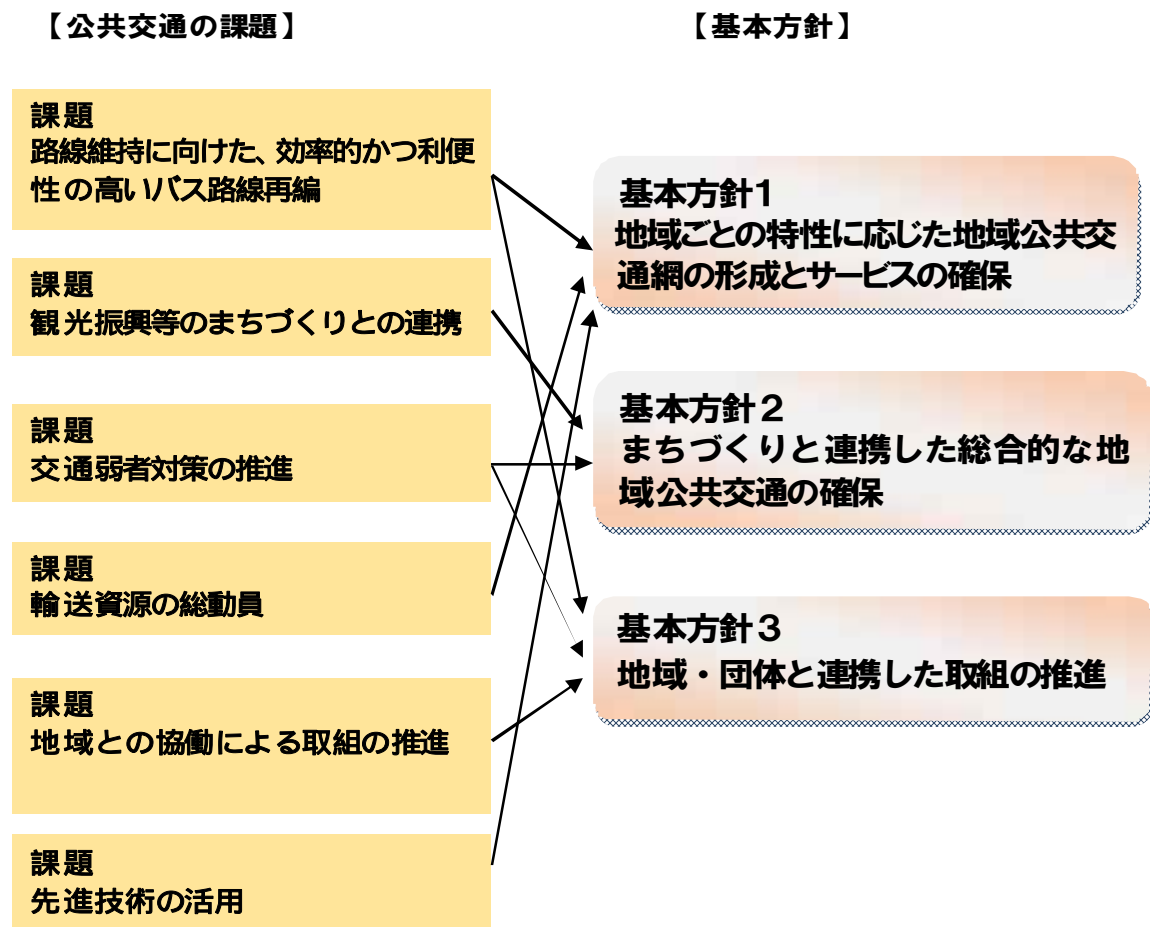 【公共交通の課題】
【基本方針】
課題
路線維持に向けた、効率的かつ利便
性の高いバス路線再編
課題
観光振興等のまちづくりとの連携
課題
交通弱者対策の推進
課題
輸送資源の総動員
課題
地域との協働による取組の推進
課題
先進技術の活用
基本方針1
地域ごとの特性に応じた地域公共交
通網の形成とサービスの確保
基本方針２
まちづくりと連携した総合的な地
域公共交通の確保
基本方針３
地域・団体と連携した取組の推進